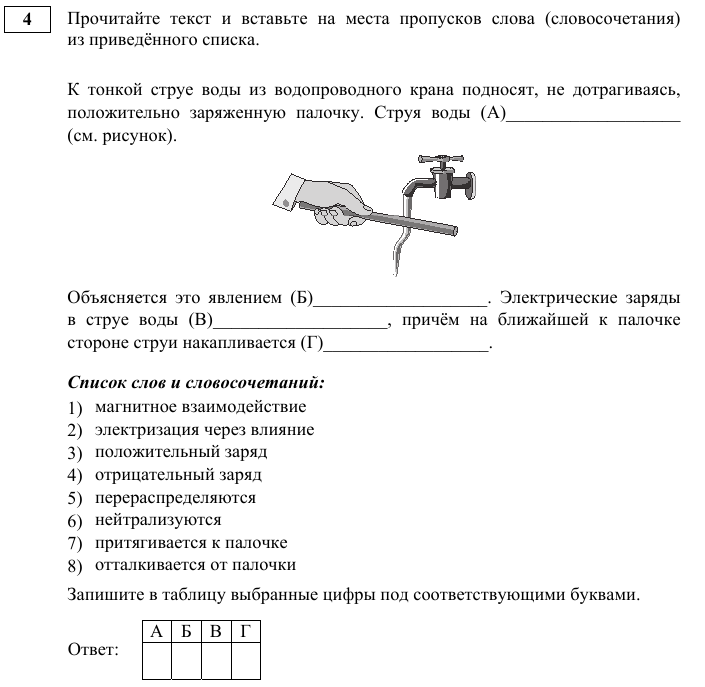 4
Прочитайте текст и вставьте на места пропусков слова (словосочетания)
из приведённого списка.
К тонкой струе воды из водопроводного крана подносят, не дотрагиваясь,
положительно заряженную палочку. Струя воды (А)____________________
(см. рисунок).
Объясняется это явлением (Б)____________________. Электрические заряды
в струе воды (В)____________________, причём на ближайшей к палочке
стороне струи накапливается (Г)___________________.
Список слов и словосочетаний:
1) магнитное взаимодействие
2) электризация через влияние
3) положительный заряд
4) отрицательный заряд
5) перераспределяются
6) нейтрализуются
7) притягивается к палочке
8) отталкивается от палочки
Запишите в таблицу выбранные цифры под соответствующими буквами.
Ответ:
А Б В Г